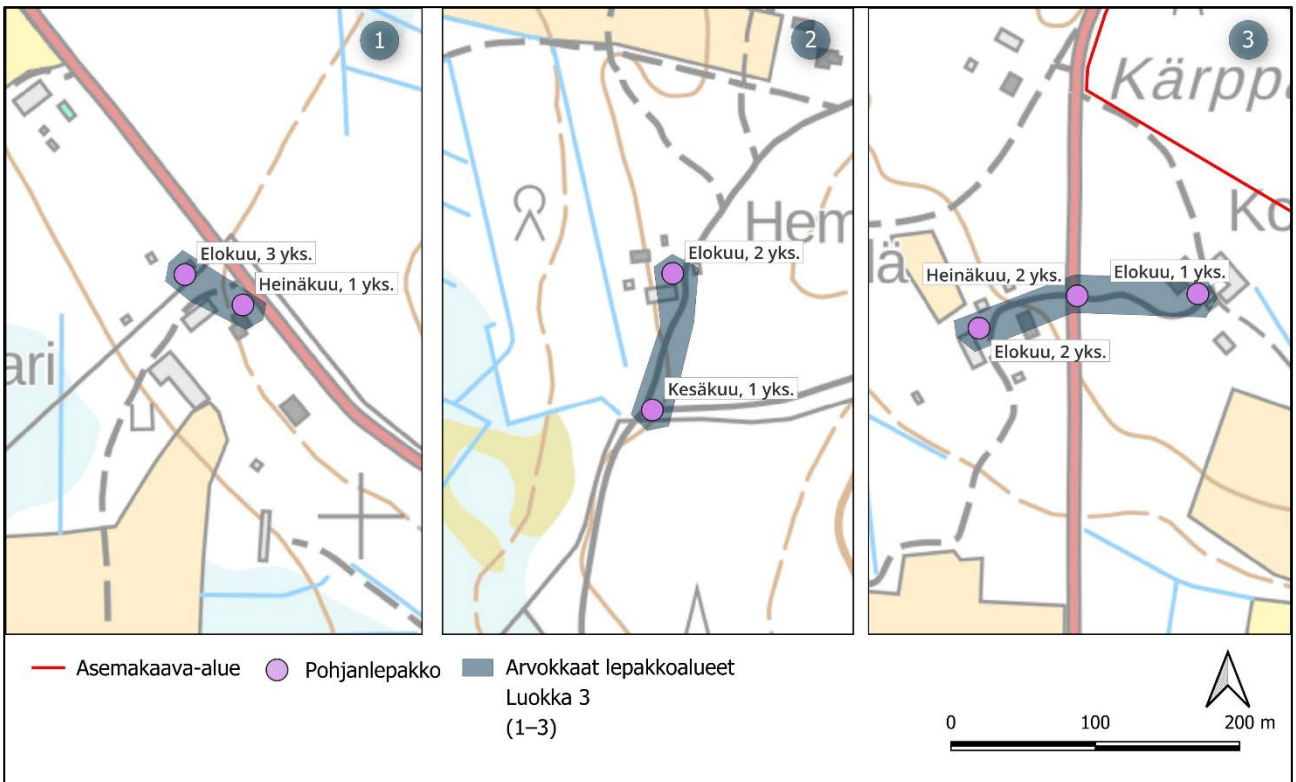 1
2
3
Kärppä
Ko
Elokuu, 3 yks.
Heinäkuu, 1 yks.
ari
Hem
Elokuu, 2 yks.
Kesäkuu, 1 yks.
lä
Heinäkuu, 2 yks.
Elokuu, 1 yks.
Elokuu, 2 yks.
Asemakaava-alue
Pohjanlepakko
Arvokkaat lepakkoalueet
Luokka 3
(1–3)
0 100 200 m